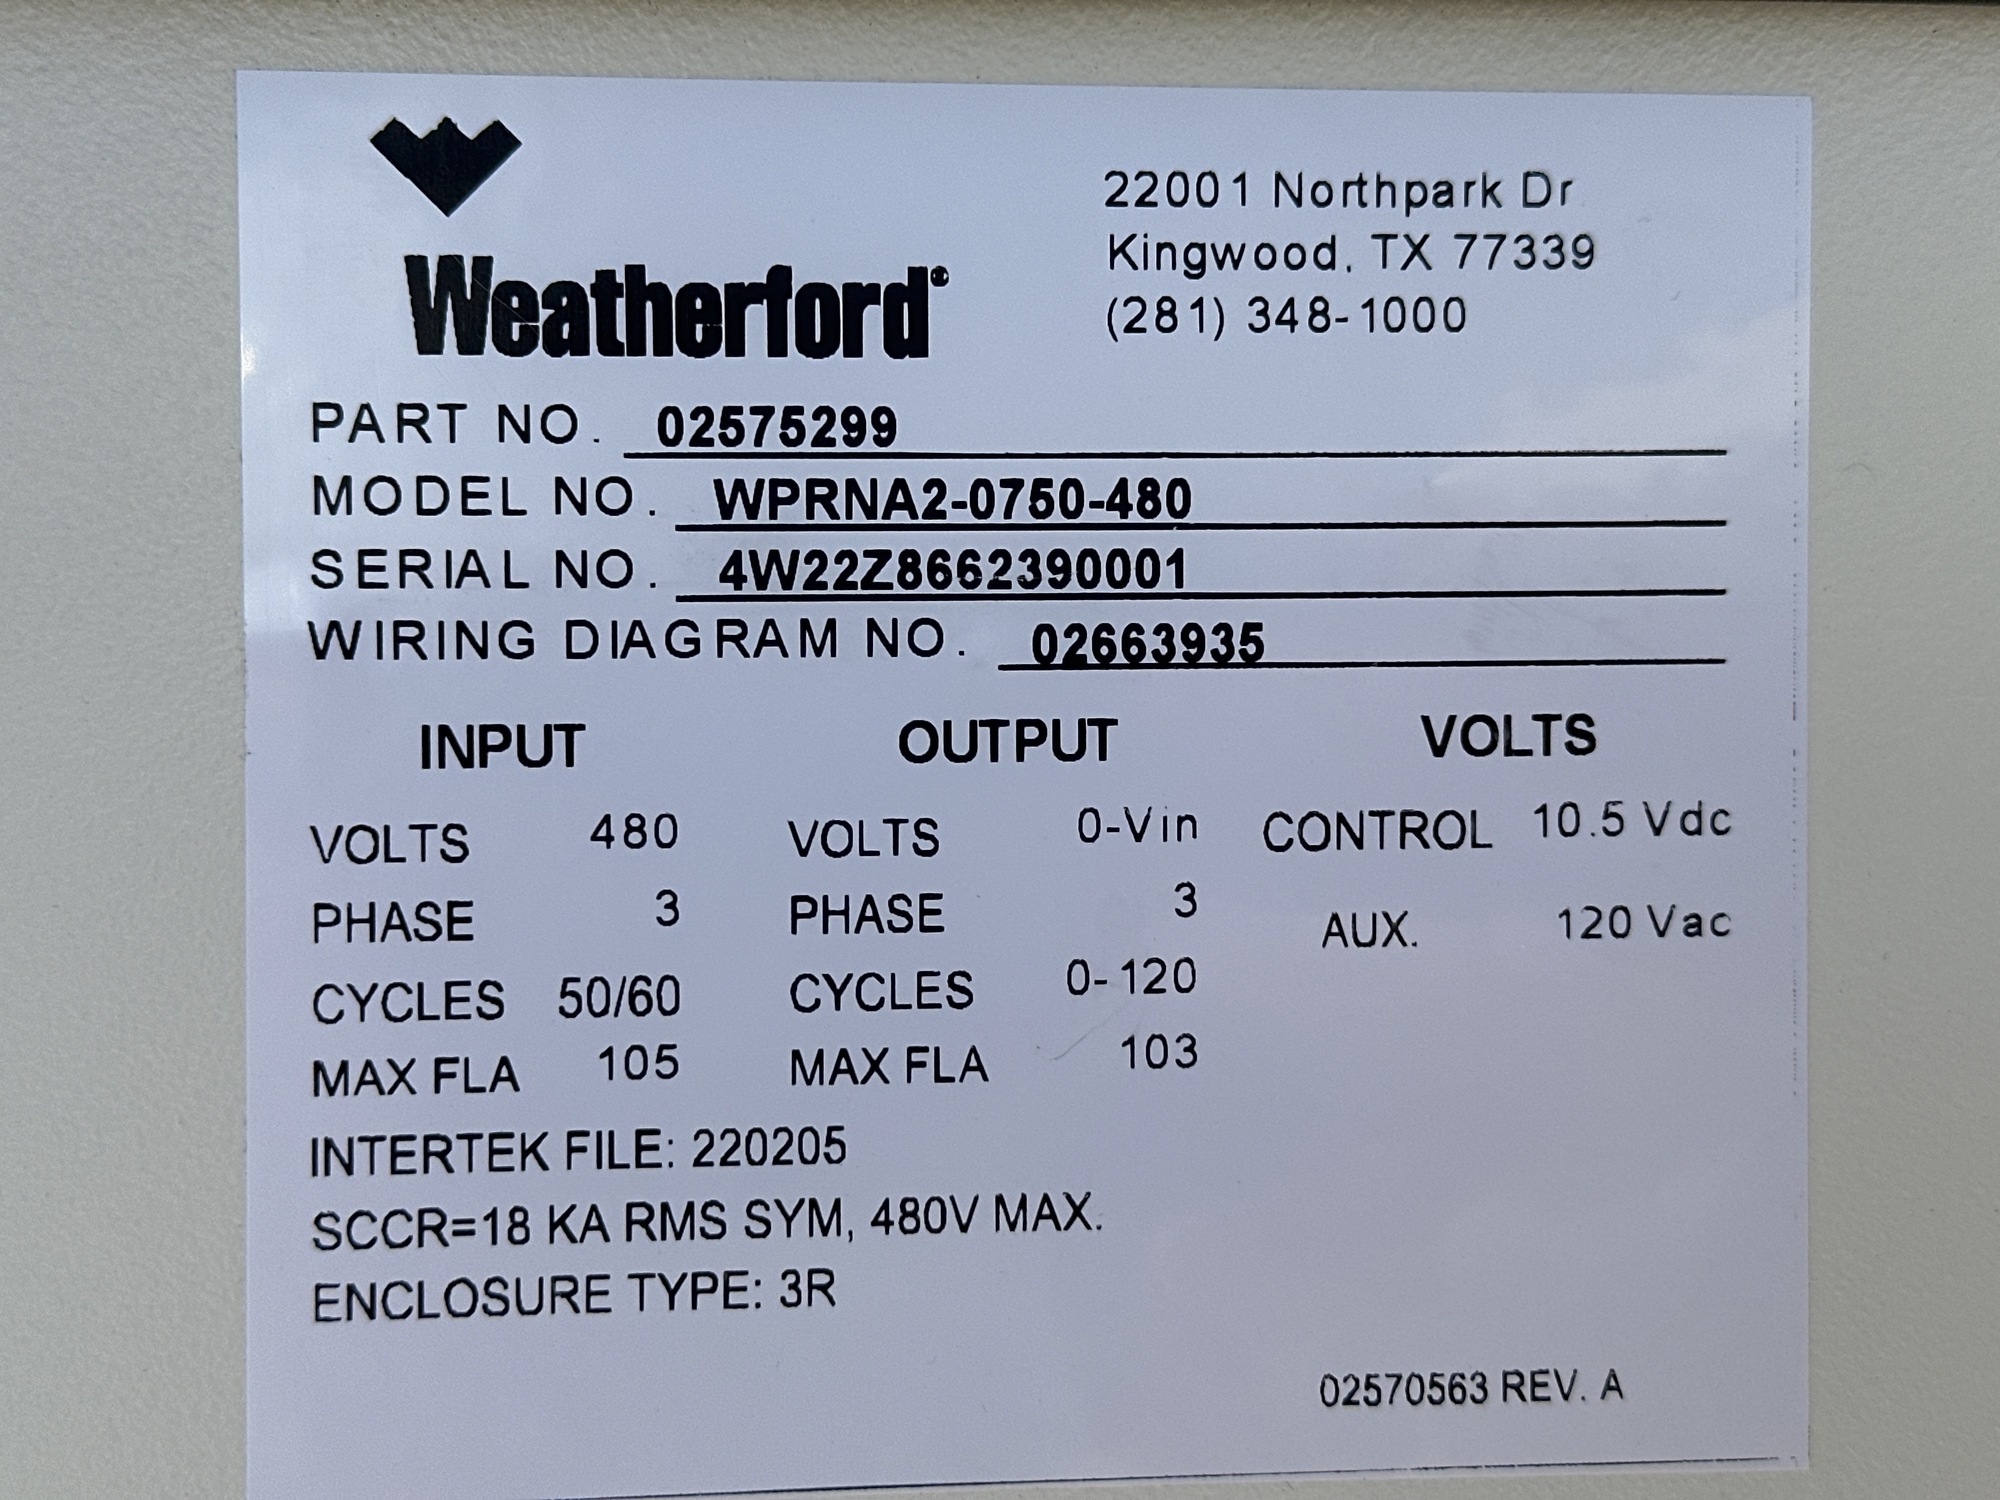 Weatherford®
22001 Northpark Dr
Kingwood, TX 77339
(281) 348-1000
PART NO. 02575299
MODEL NO. WPRNA2-0750-480
SERIAL NO. 4W22Z8662390001
WIRING DIAGRAM NO. 02663935
INPUT OUTPUT VOLTS
VOLTS 480 VOLTS 0-Vin CONTROL 10.5 Vdc
PHASE 3 PHASE 3 AUX. 120 Vac
CYCLES 50/60 CYCLES 0-120
MAX FLA 105 MAX FLA 103
INTERTEK FILE: 220205
SCCR=18 KA RMS SYM, 480V MAX.
ENCLOSURE TYPE: 3R
02570563 REV. A